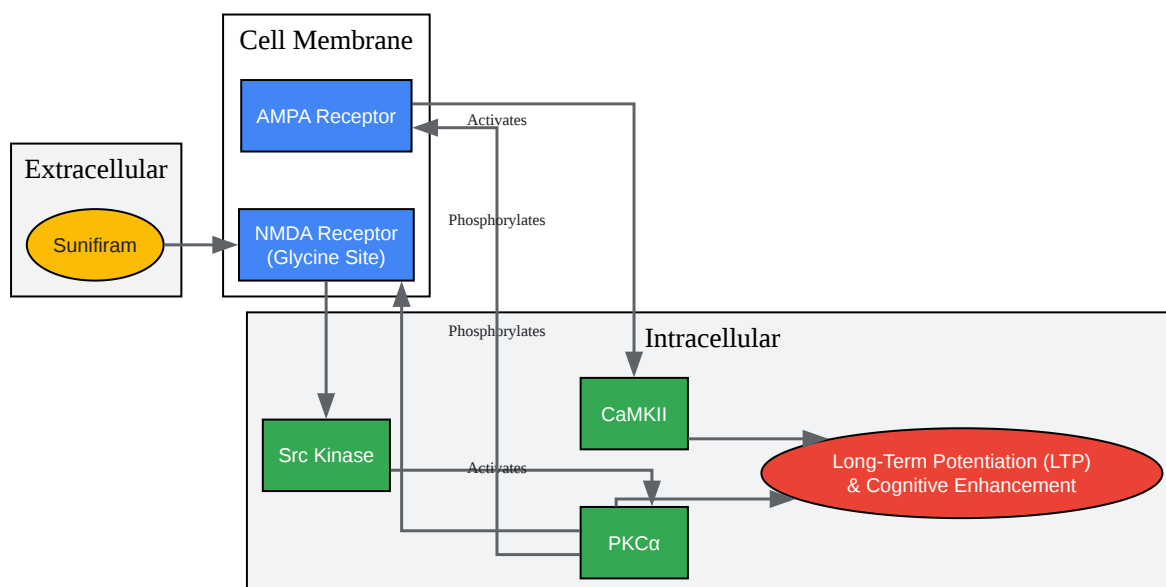 Cell Membrane
AMPA Receptor
Activates
Extracellular
Sunifiram
NMDA Receptor
(Glycine Site)
Phosphorylates
Phosphorylates
Intracellular
CaMKII
Src Kinase
Activates
Long-Term Potentiation (LTP)
& Cognitive Enhancement
PKCα